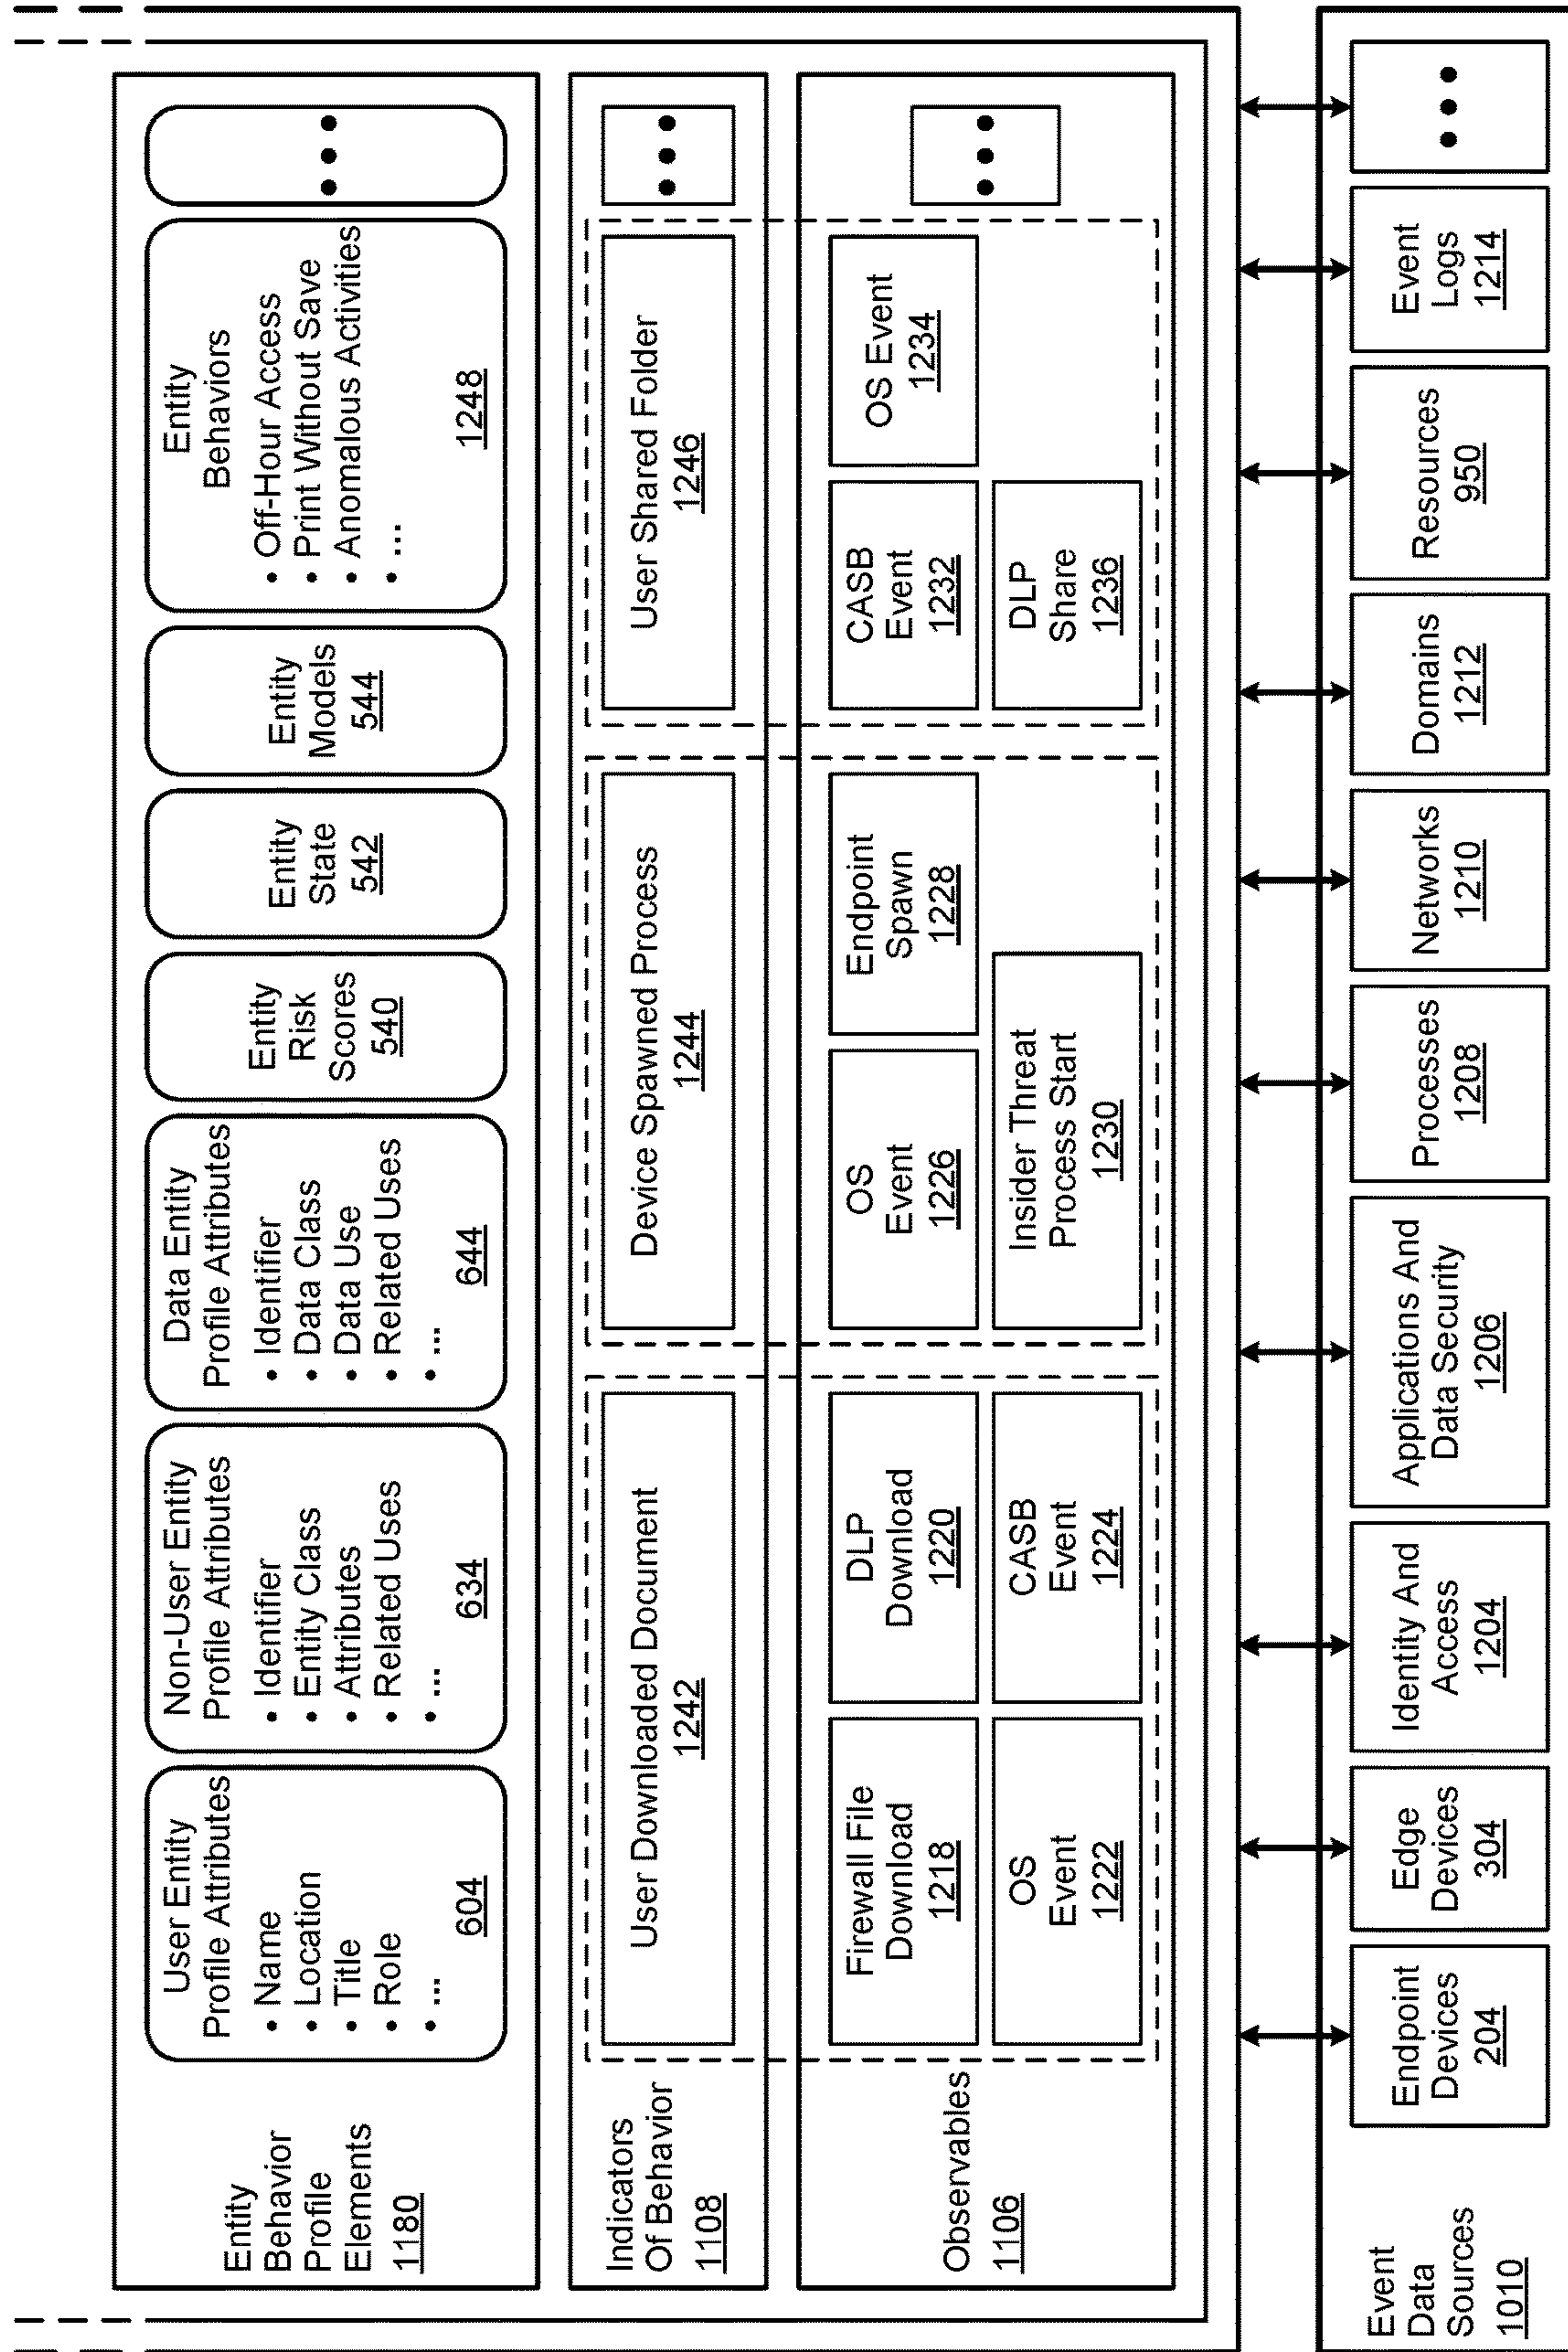 Entity
Behavior
Profile
Elements
1180
User Entity
Profile Attributes
• Name
• Location
• Title
• Role
• ...
604
Non-User Entity
Profile Attributes
• Identifier
• Entity Class
• Attributes
• Related Uses
• ...
634
Data Entity
Profile Attributes
• Identifier
• Data Class
• Data Use
• Related Uses
• ...
644
Entity
Risk
Scores
540
Entity
State
542
Entity
Models
544
Entity
Behaviors
• Off-Hour Access
• Print Without Save
• Anomalous Activities
• ...
1248
• • •
Indicators
Of Behavior
1108
User Downloaded Document
1242
Device Spawned Process
1244
User Shared Folder
1246
• • •
Observables
1106
Firewall File
Download
1218
DLP
Download
1220
OS
Event
1222
CASB
Event
1224
OS
Event
1226
Endpoint
Spawn
1228
Insider Threat
Process Start
1230
CASB
Event
1232
OS Event
1234
DLP
Share
1236
• • •
Event
Data
Sources
1010
Endpoint
Devices
204
Edge
Devices
304
Identity And
Access
1204
Applications And
Data Security
1206
Processes
1208
Networks
1210
Domains
1212
Resources
950
Event
Logs
1214
• • •